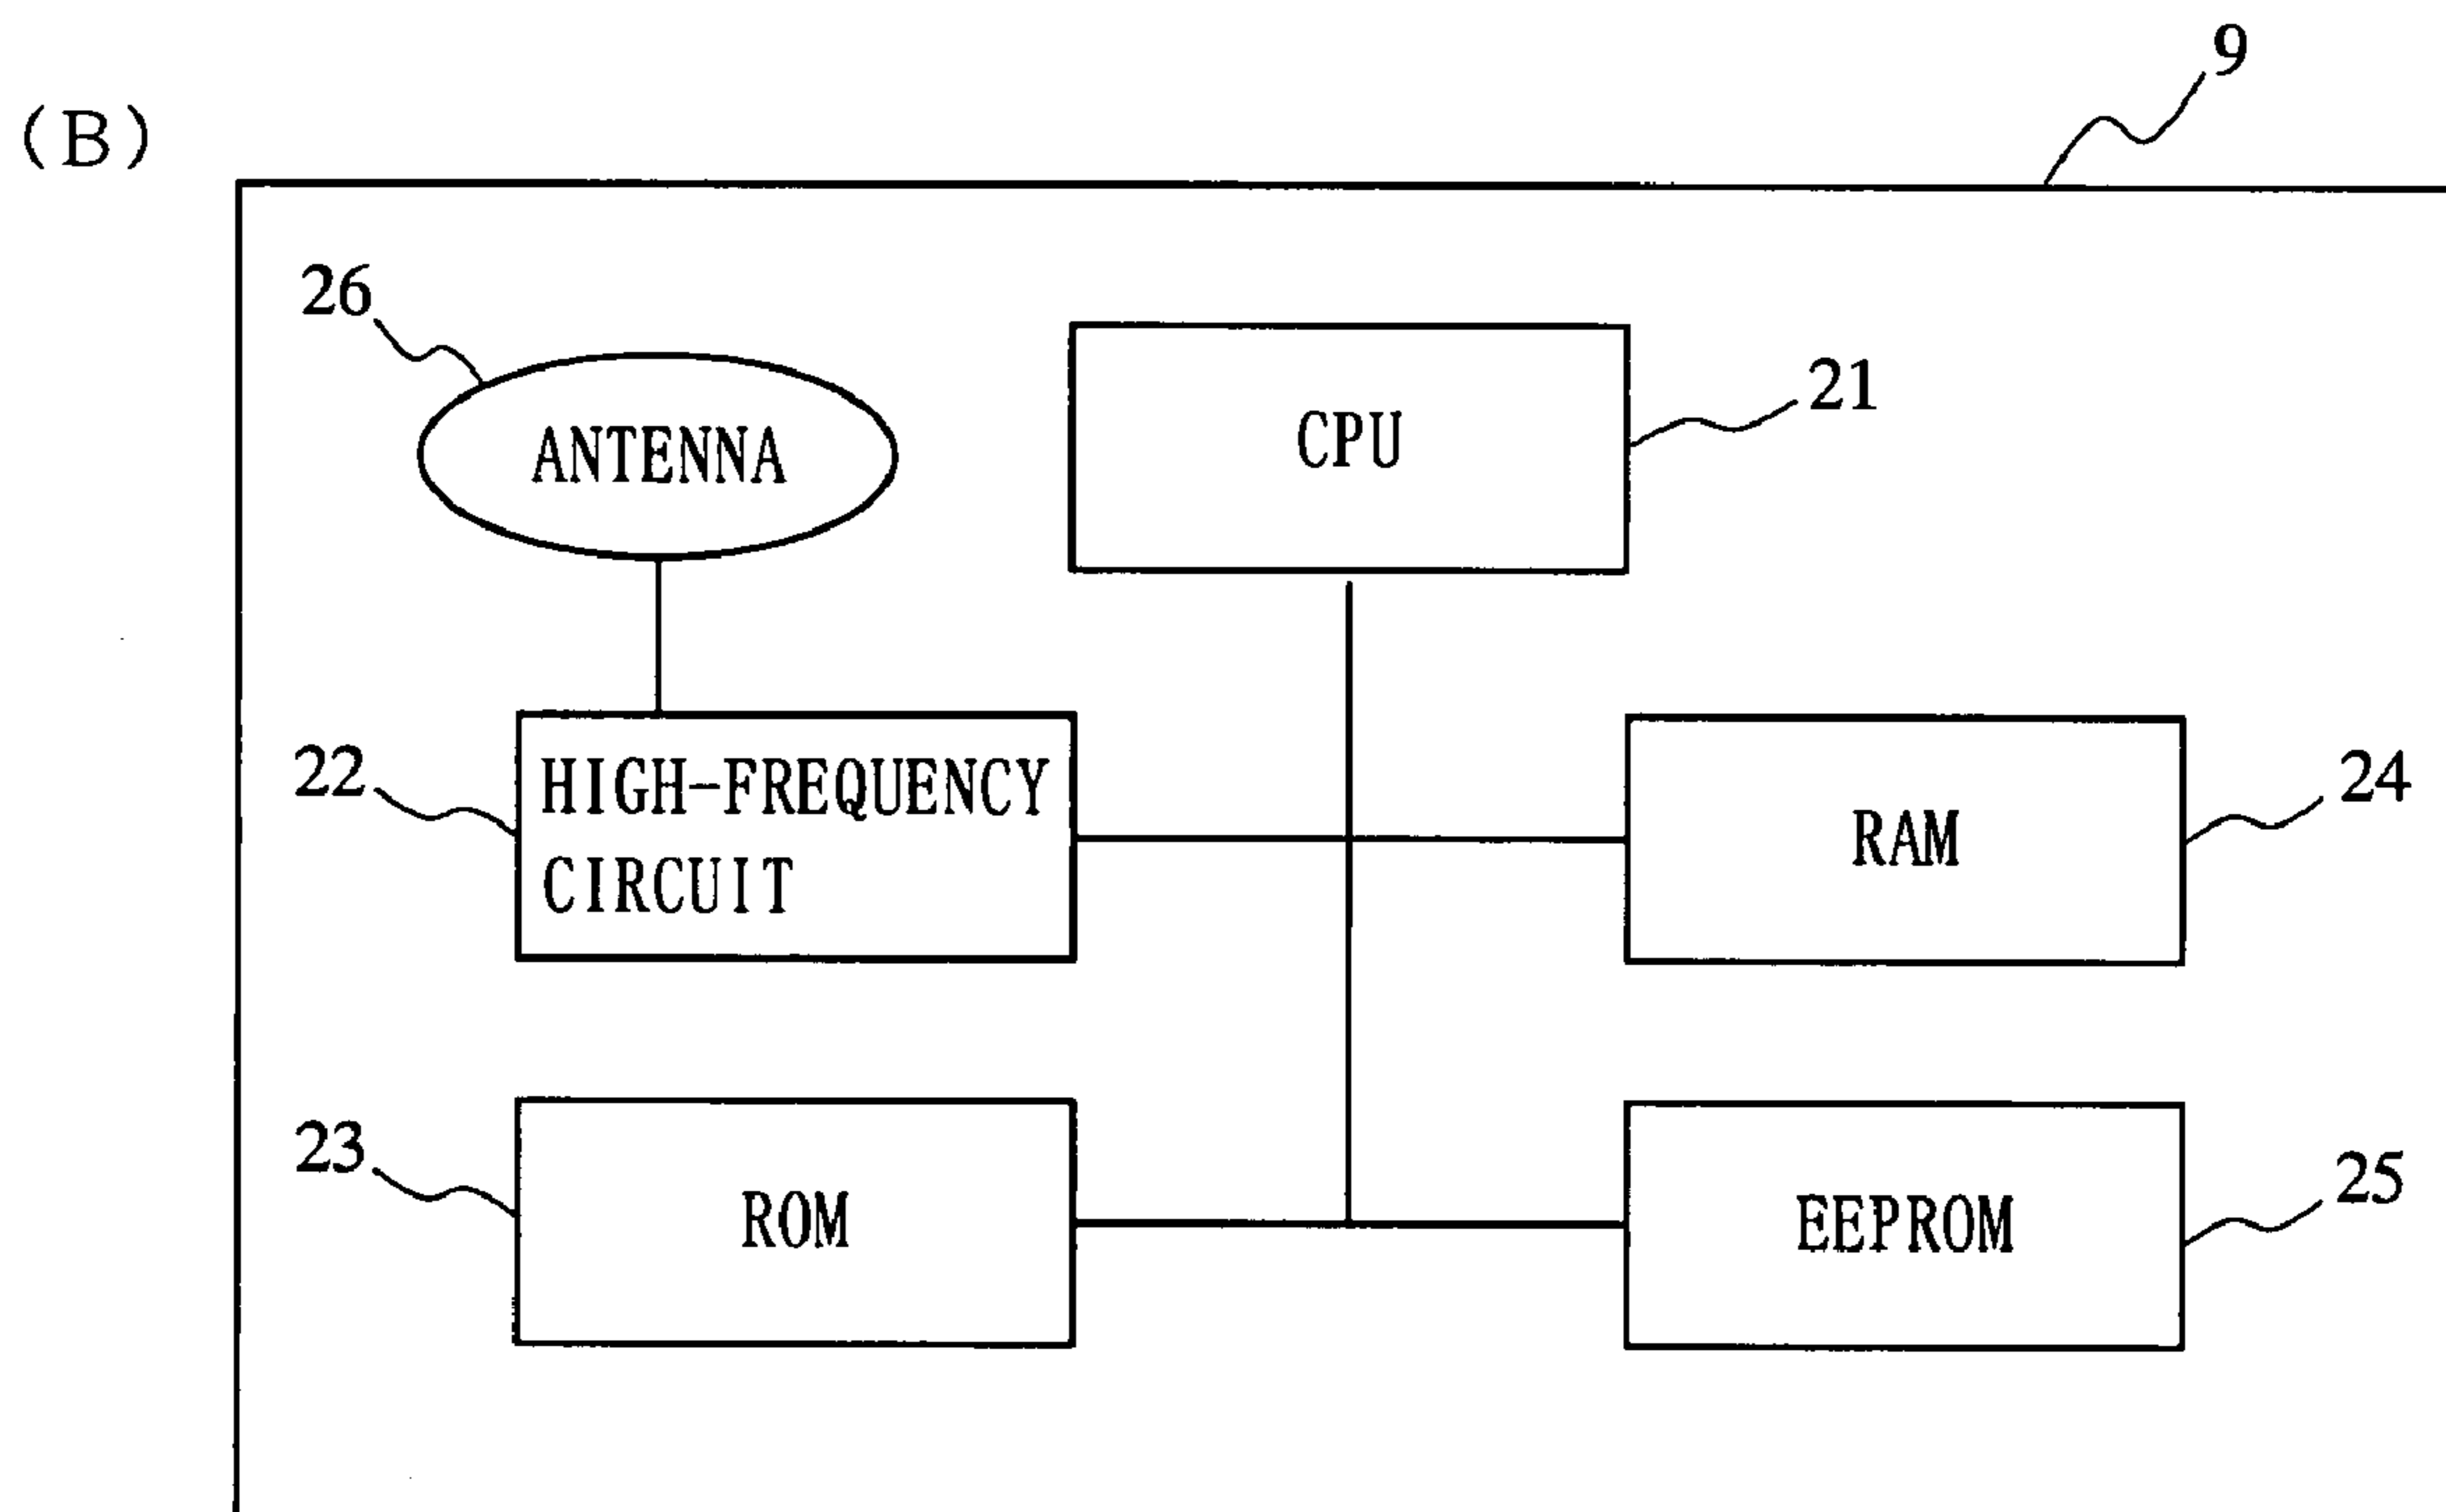 9
(B)
26
ANTENNA
CPU
21
22
HIGH-FREQUENCY
CIRCUIT
RAM
24
23
ROM
EEPROM
25